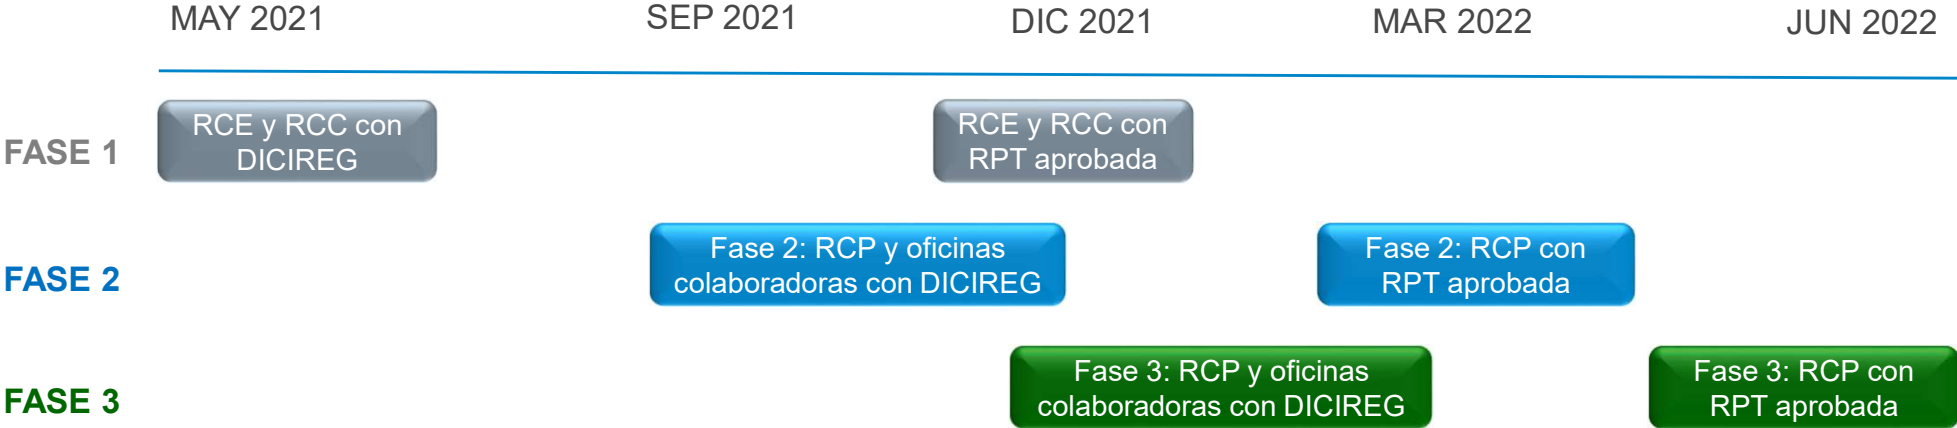 MAY 2021
SEP 2021
DIC 2021
MAR 2022
JUN 2022
FASE 1
RCE y RCC con
DICIREG
RCE y RCC con
RPT aprobada
FASE 2
Fase 2: RCP y oficinas
colaboradoras con DICIREG
Fase 2: RCP con
RPT aprobada
FASE 3
Fase 3: RCP y oficinas
colaboradoras con DICIREG
Fase 3: RCP con
RPT aprobada